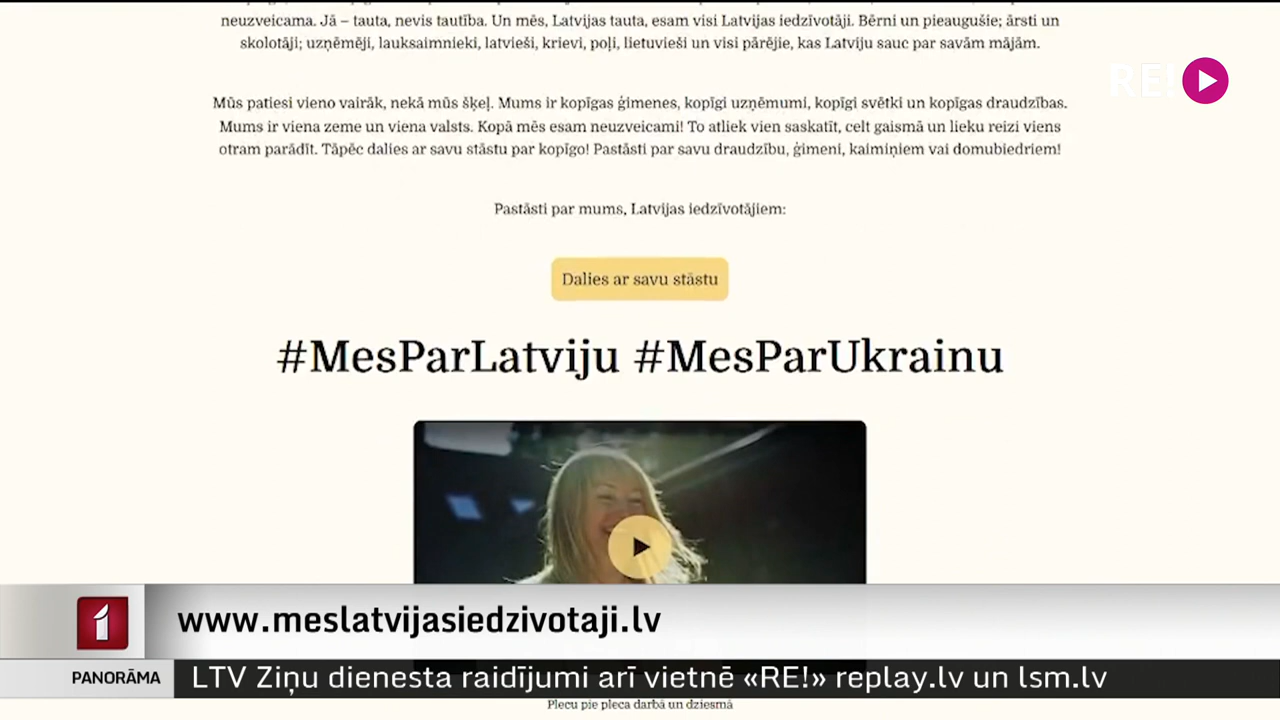 neuzveicama. Jā – tauta, nevis tautība. Un mēs, Latvijas tauta, esam visi Latvijas iedzīvotāji. Bērni un pieaugušie; ārsti un
skolotāji; uzņēmēji, lauksaimnieki, latvieši, krievi, poļi, lietuvieši un visi pārējie, kas Latviju sauc par savām mājām.
RE!
Mūs patiesi vieno vairāk, nekā mūs šķeļ. Mums ir kopīgas ģimenes, kopīgi uzņēmumi, kopīgi svētki un kopīgas draudzības.
Mums ir viena zeme un viena valsts. Kopā mēs esam neuzveicami! To atliek vien saskatīt, celt gaismā un lieku reizi viens
otram parādīt. Tāpēc dalies ar savu stāstu par kopīgo! Pastāsti par savu draudzību, ģimeni, kaimiņiem vai domubiedriem!
Pastāsti par mums, Latvijas iedzīvotājiem:
Dalies ar savu stāstu
#MesParLatviju #MesParUkrainu
1
www.meslatvijasiedzivotaji.lv
PANORĀMA
LTV Ziņu dienesta raidījumi arī vietnē «RE!» replay.lv un lsm.lv
Plecu pie pleca darbā un dziesmā